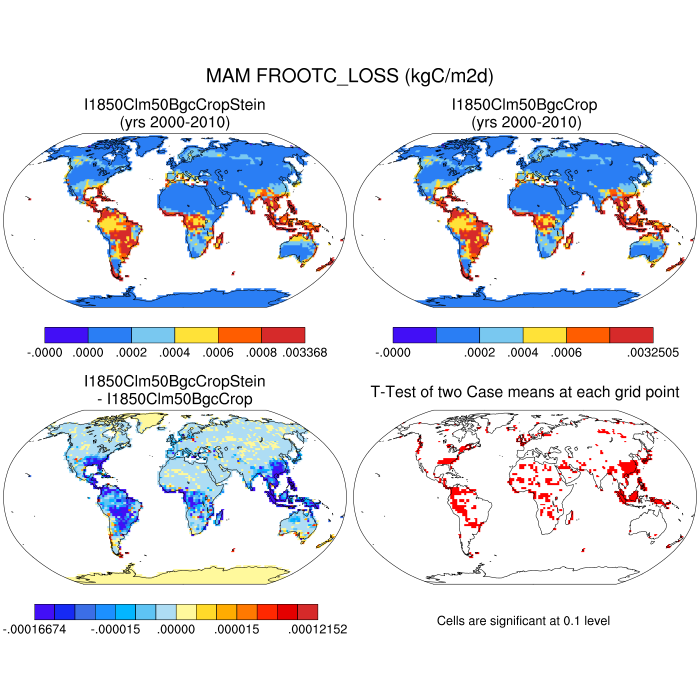 MAM FROOTC_LOSS (kgC/m2d)
I1850Clm50BgcCropStein
(yrs 2000-2010)
I1850Clm50BgcCrop
(yrs 2000-2010)
-.0000 .0000 .0002 .0004 .0006 .0008 .003368
-.0000 .0002 .0004 .0006 .0032505
I1850Clm50BgcCropStein
- I1850Clm50BgcCrop
T-Test of two Case means at each grid point
-.00016674 -.000015 .00000 .000015 .00012152
Cells are significant at 0.1 level